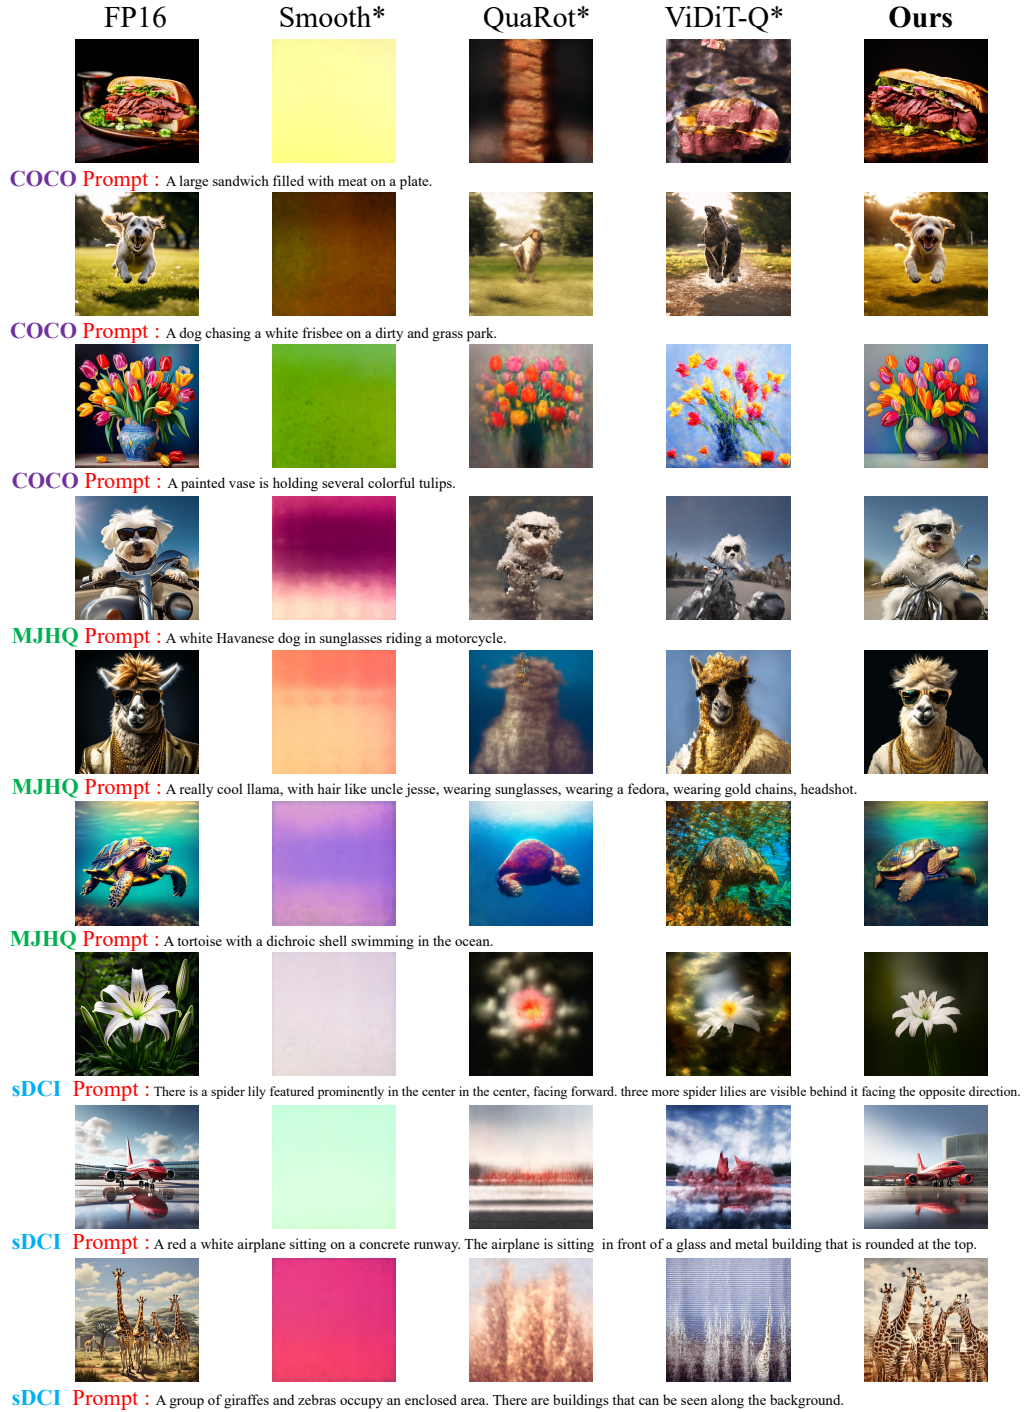 FP16 Smooth* QuaRot* ViDiT-Q* Ours
COCO Prompt : A large sandwich filled with meat on a plate.
COCO Prompt : A dog chasing a white frisbee on a dirty and grass park.
COCO Prompt : A painted vase is holding several colorful tulips.
MJHQ Prompt : A white Havanese dog in sunglasses riding a motorcycle.
MJHQ Prompt : A really cool llama, with hair like uncle jesse, wearing sunglasses, wearing a fedora, wearing gold chains, headshot.
MJHQ Prompt : A tortoise with a dichroic shell swimming in the ocean.
sDCI Prompt : There is a spider lily featured prominently in the center in the center, facing forward. three more spider lilies are visible behind it facing the opposite direction.
sDCI Prompt : A red a white airplane sitting on a concrete runway. The airplane is sitting in front of a glass and metal building that is rounded at the top.
sDCI Prompt : A group of giraffes and zebras occupy an enclosed area. There are buildings that can be seen along the background.